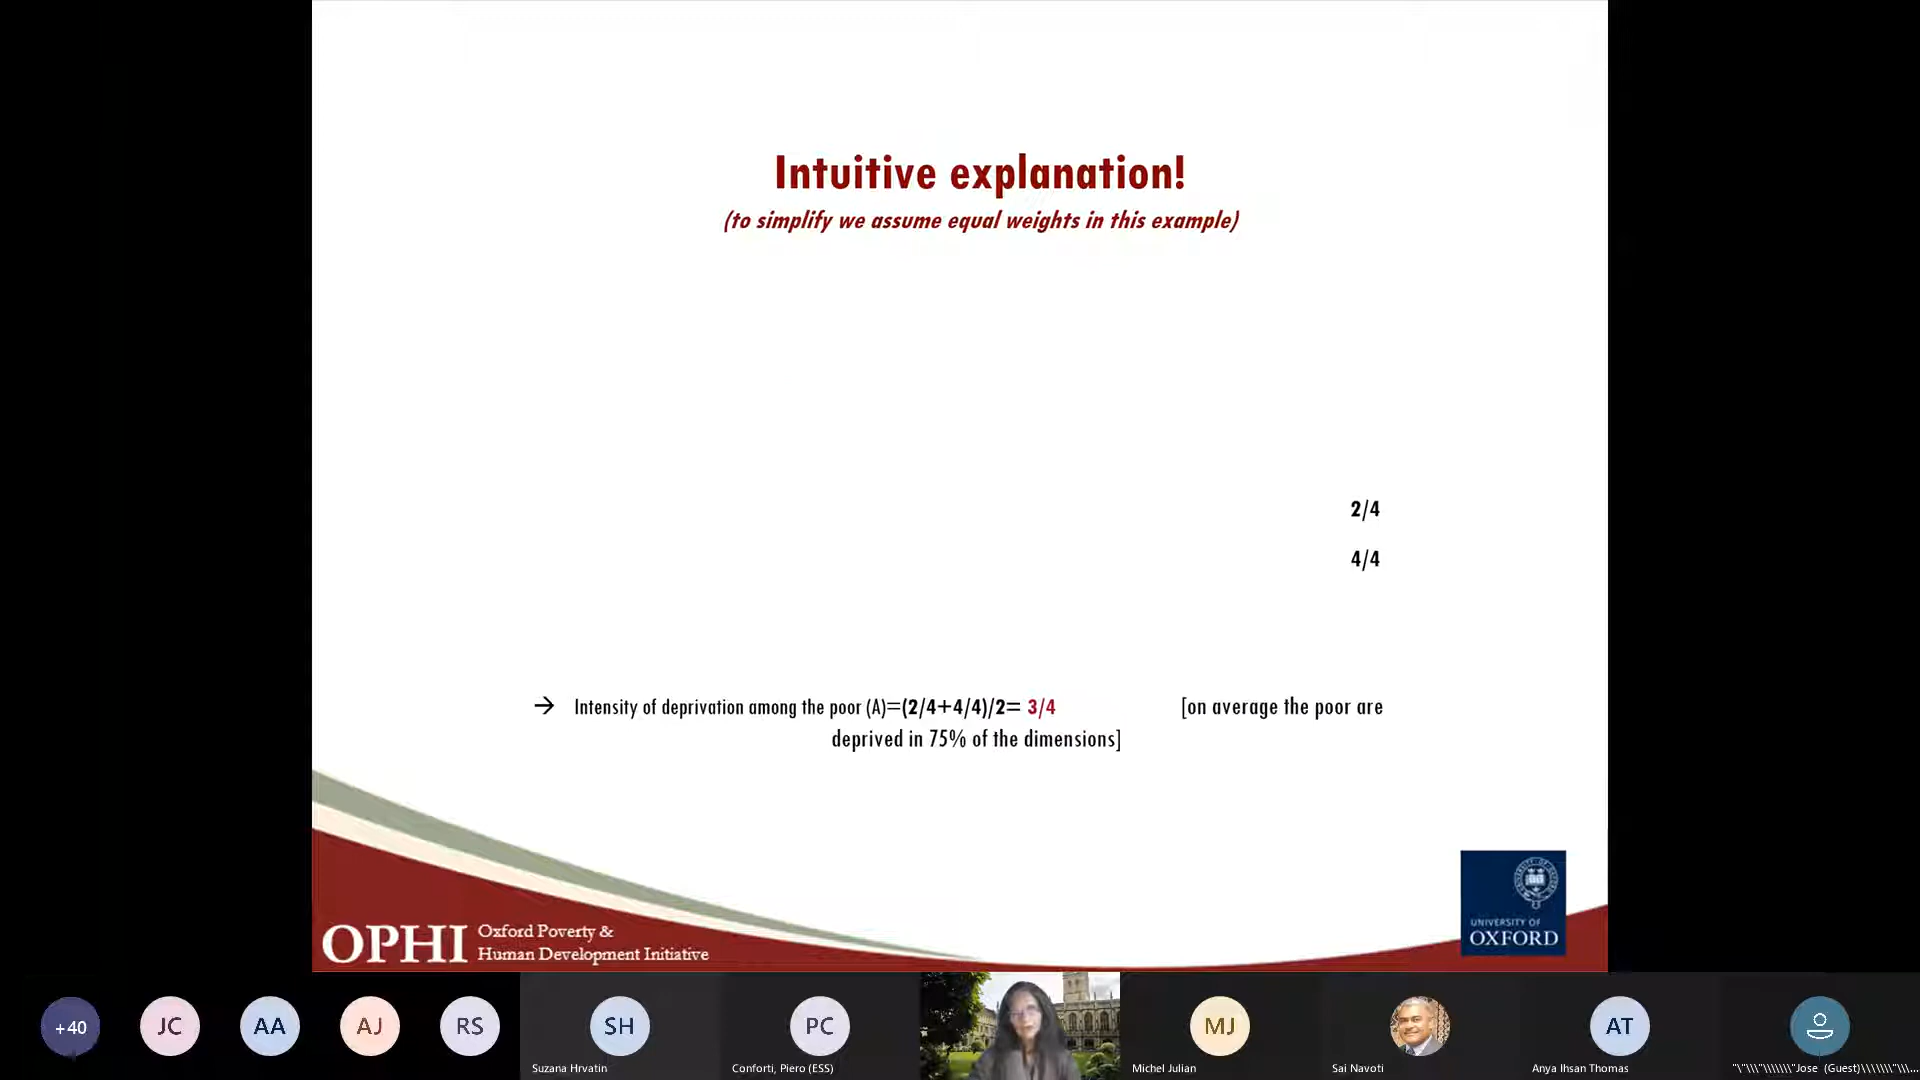 Intuitive explanation!
(to simplify we assume equal weights in this example)
2/4
4/4
→ Intensity of deprivation among the poor (A)=(2/4+4/4)/2= 3/4 [on average the poor are
deprived in 75% of the dimensions]
OPHI
Oxford Poverty &
Human Development Initiative
UNIVERSITY OF
OXFORD
+40
JC
AA
AJ
RS
SH
Suzana Hrvatin
PC
Conforti, Piero (ESS)
MJ
Michel Julian
Sai Navoti
AT
Anya Ihsan Thomas
"\"\\\"\\\\\\\"Jose (Guest)\\\\\\\"\\...